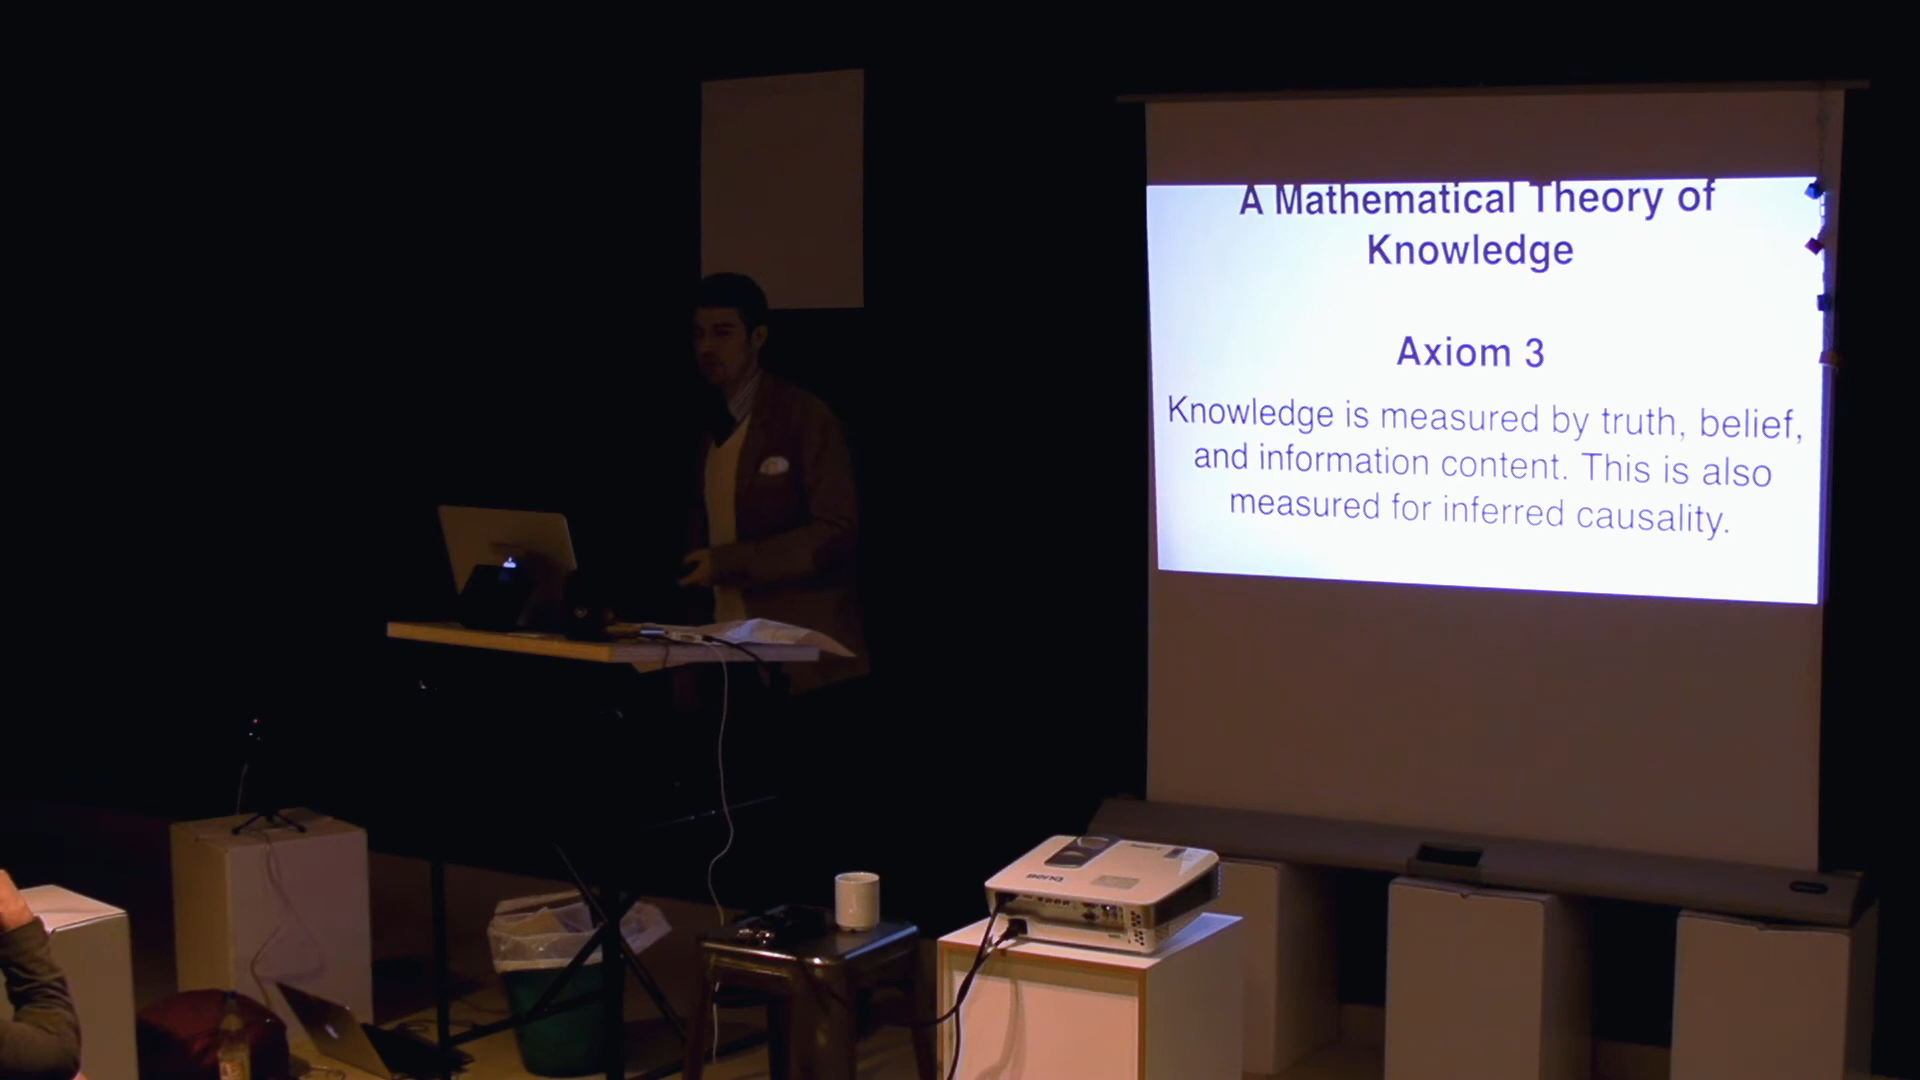 A Mathematical Theory of
Knowledge
Axiom 3
Knowledge is measured by truth, belief,
and information content. This is also
measured for inferred causality.
BenQ